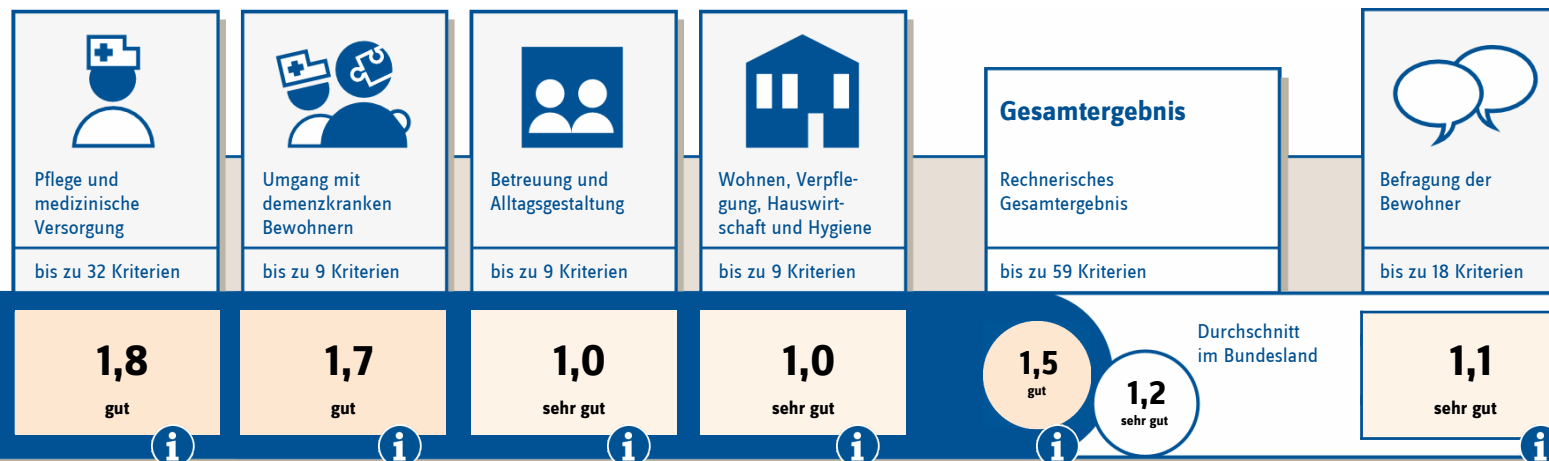 Pflege und
medizinische
Versorgung
bis zu 32 Kriterien
1,8
gut
i
Umgang mit
demenzkranken
Bewohnern
bis zu 9 Kriterien
1,7
gut
i
Betreuung und
Alltagsgestaltung
bis zu 9 Kriterien
1,0
sehr gut
i
Wohnen, Verpfle-
gung, Hauswirt-
schaft und Hygiene
bis zu 9 Kriterien
1,0
sehr gut
i
Gesamtergebnis
Rechnerisches
Gesamtergebnis
bis zu 59 Kriterien
1,5
gut
i
Durchschnitt
im Bundesland
1,2
sehr gut
Befragung der
Bewohner
bis zu 18 Kriterien
1,1
sehr gut
i